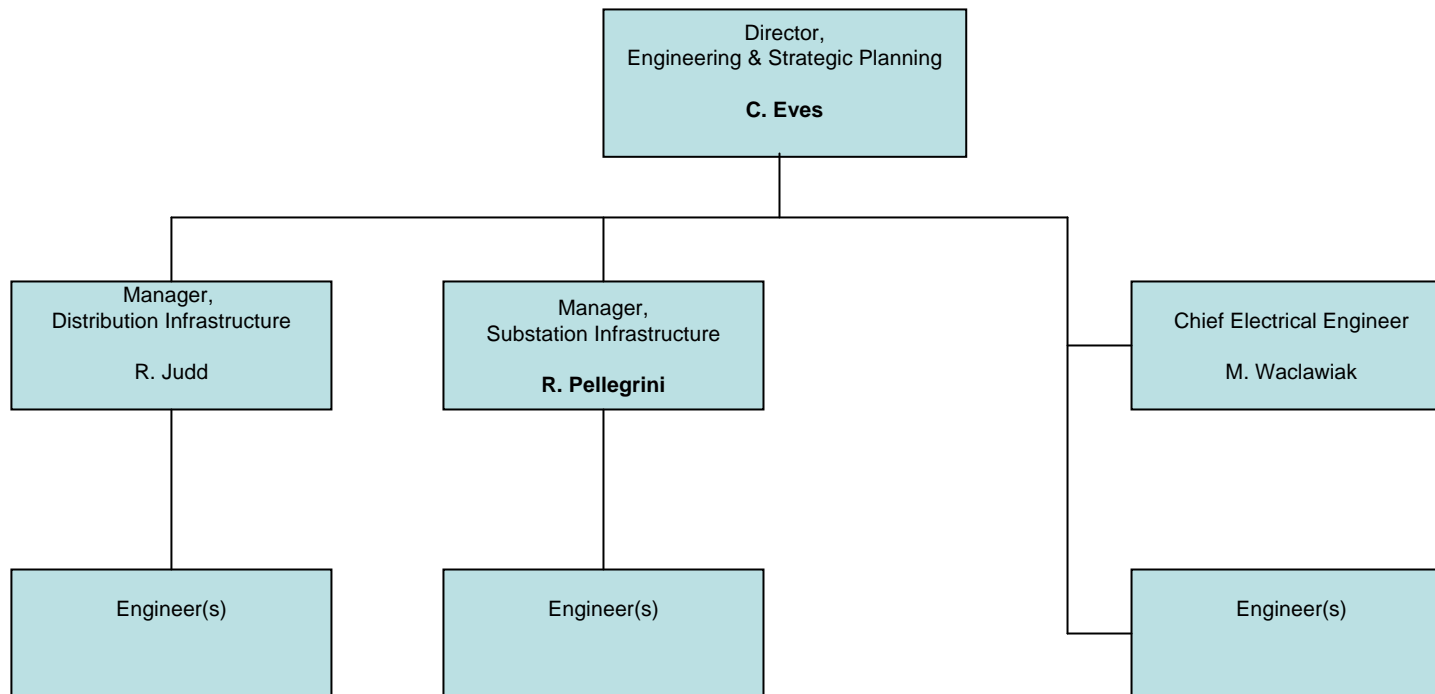 Director,
Engineering & Strategic Planning
C. Eves
Manager,
Distribution Infrastructure
R. Judd
Manager,
Substation Infrastructure
R. Pellegrini
Chief Electrical Engineer
M. Waclawiak
Engineer(s)
Engineer(s)
Engineer(s)